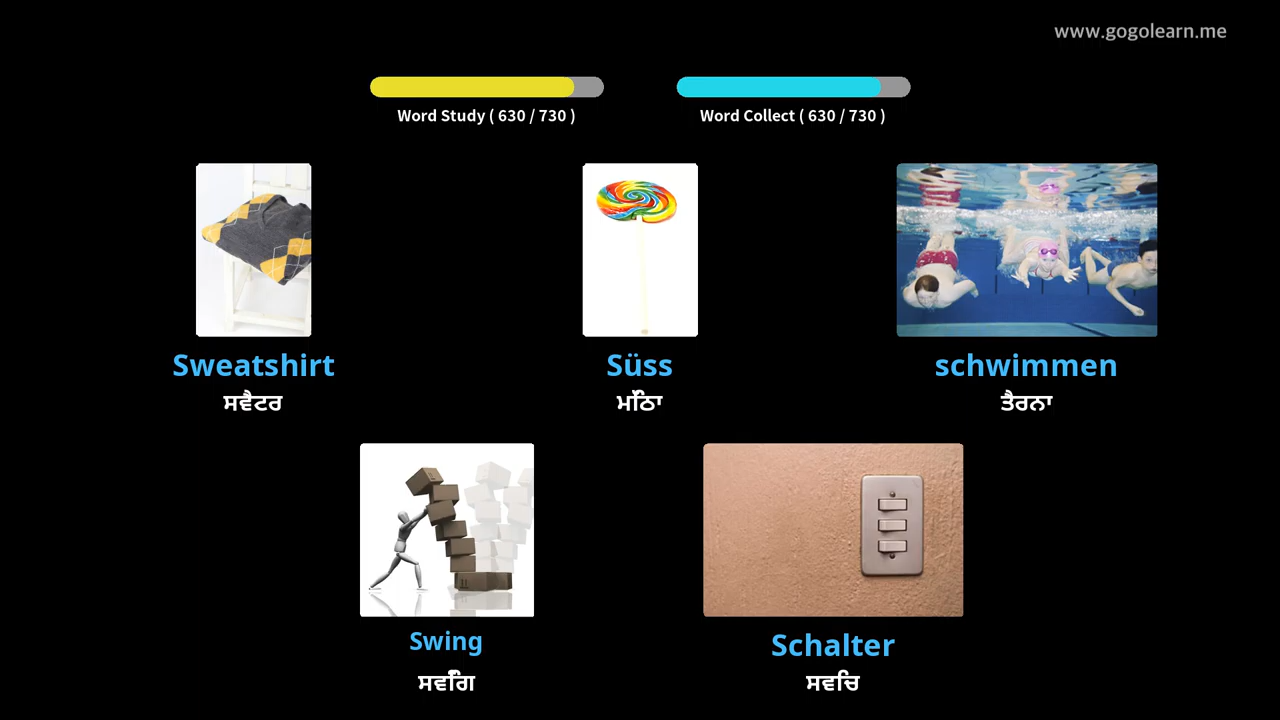 www.gogolearn.me
Word Study ( 630 / 730 )
Word Collect ( 630 / 730 )
Sweatshirt
ਸਵੈਟਰ
Süss
ਮਿੱਠਾ
schwimmen
ਤੈਰਨਾ
Swing
ਸਵਿੰਗ
Schalter
ਸਵਿਚ